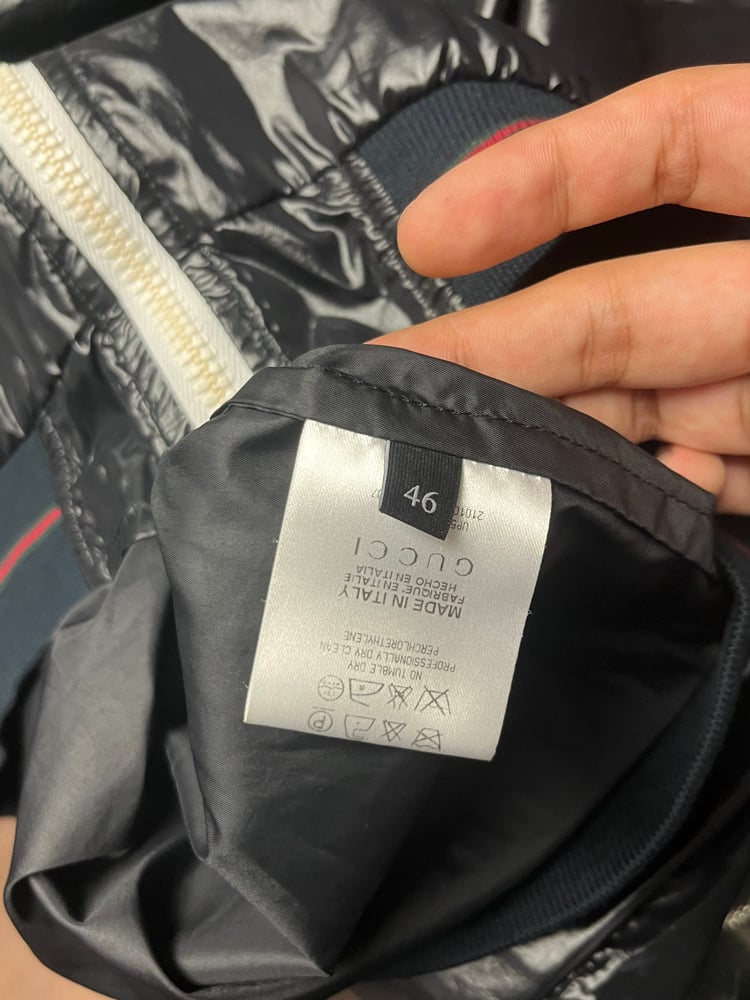 46
GUCCI
MADE IN ITALY
FABRIQUE' EN ITALIE
HECHO EN ITALIA
PROFESSIONALLY DRY CLEAN
PERCHLORETHYLENE
NO TUMBLE DRY
P